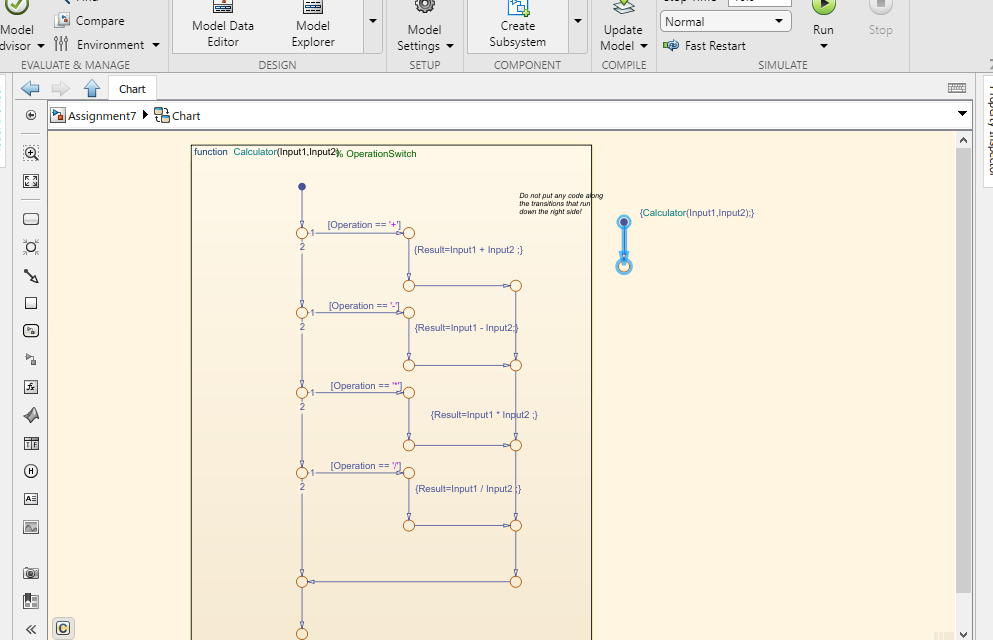 Model
Advisor
Compare
Environment
EVALUATE & MANAGE
Model Data
Editor
Model
Explorer
DESIGN
Model
Settings
SETUP
Create
Subsystem
COMPONENT
Update
Model
COMPILE
Normal
Fast Restart
Run
Stop
SIMULATE
Chart
Assignment7
Chart
Property Inspector
function Calculator(Input1,Input2)
% OperationSwitch
Do not put any code along
the transitions that run
down the right side!
{Calculator(Input1,Input2);}
[Operation == '+']
1
2
{Result=Input1 + Input2 ;}
[Operation == '-']
1
2
{Result=Input1 - Input2;}
[Operation == '*']
1
2
{Result=Input1 * Input2 ;}
[Operation == '/']
1
2
{Result=Input1 / Input2 ;}
fx
TF
H
A
C